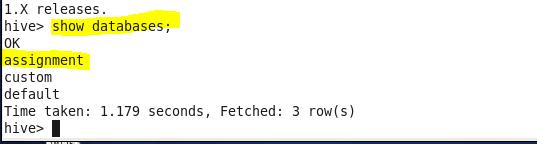 1.X releases.
hive> show databases;
OK
assignment
custom
default
Time taken: 1.179 seconds, Fetched: 3 row(s)
hive>